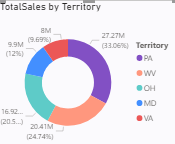 TotalSales by Territory
8M
(9.69%)
27.27M
(33.06%)
9.9M
(12%)
16.92...
(20.5...)
20.41M
(24.74%)
Territory
PA
WV
OH
MD
VA